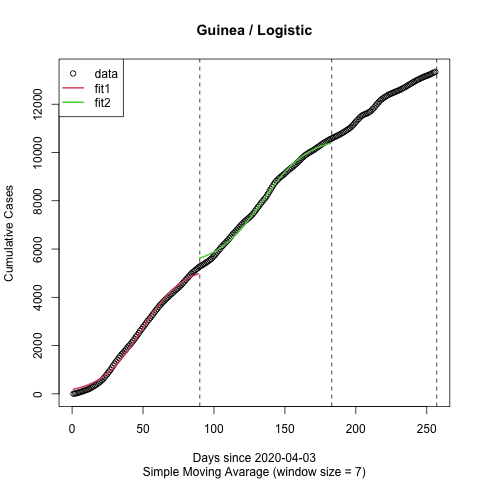 Guinea / Logistic
data
fit1
fit2
Cumulative Cases
0
2000
4000
6000
8000
10000
12000
0
50
100
150
200
250
Days since 2020-04-03
Simple Moving Avarage (window size = 7)